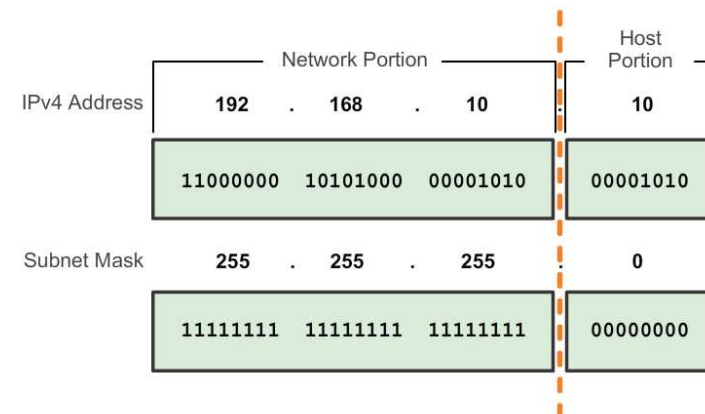 Network Portion
Host
Portion
IPv4 Address 192 . 168 . 10 . 10
11000000 10101000 00001010 00001010
Subnet Mask 255 . 255 . 255 . 0
11111111 11111111 11111111 00000000